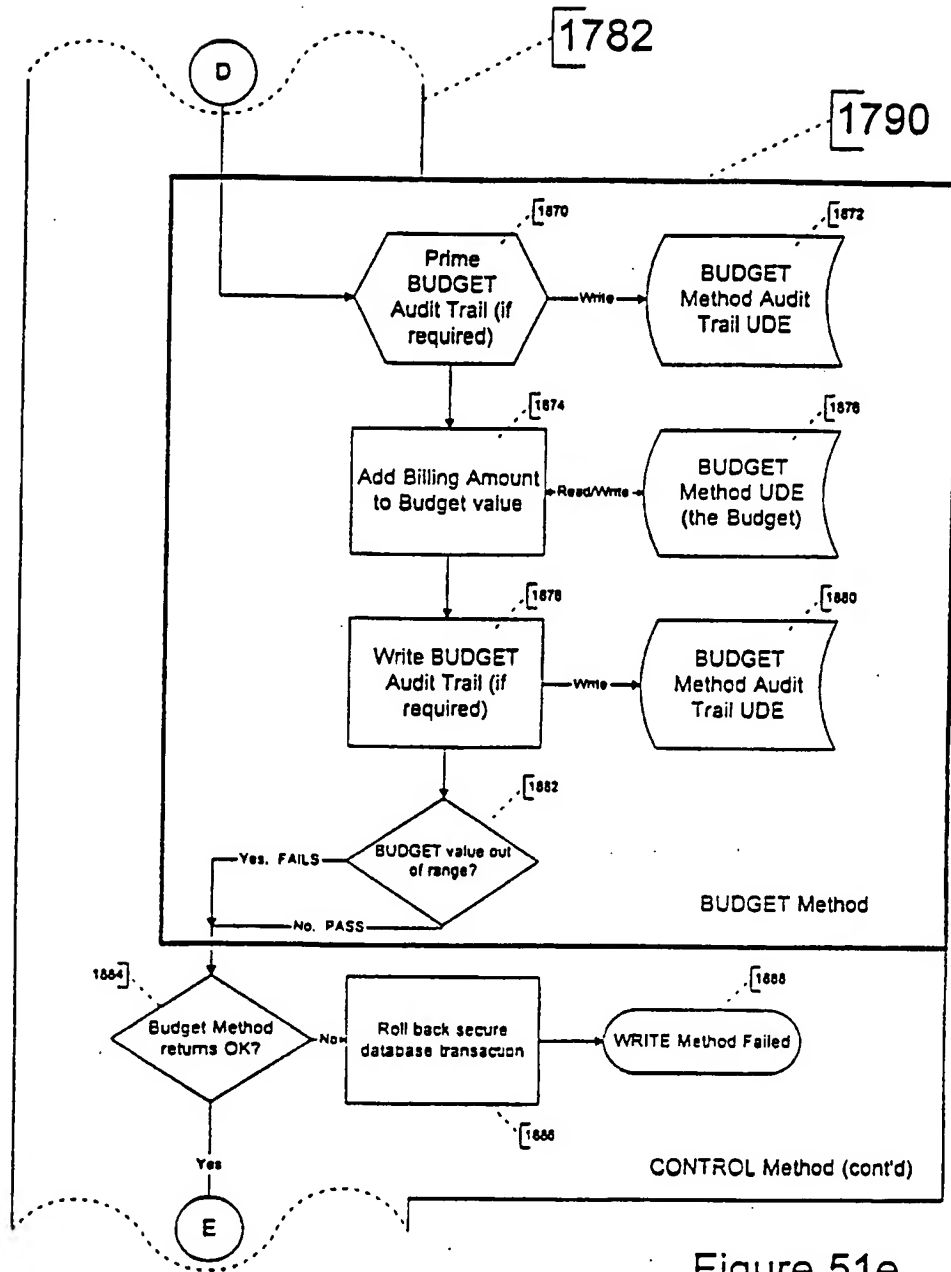 1782
D
1790
1870
Prime
BUDGET
Audit Trail (if
required)
Write
1872
BUDGET
Method Audit
Trail UDE
1874
Add Billing Amount
to Budget value
Read/Write
1876
BUDGET
Method UDE
(the Budget)
1878
Write BUDGET
Audit Trail (if
required)
Write
1880
BUDGET
Method Audit
Trail UDE
1882
BUDGET value out
of range?
Yes. FAILS
No. PASS
BUDGET Method
1884
Budget Method
returns OK?
No
Roll back secure
database transaction
1886
1888
WRITE Method Failed
Yes
CONTROL Method (cont'd)
E
Figure 51e